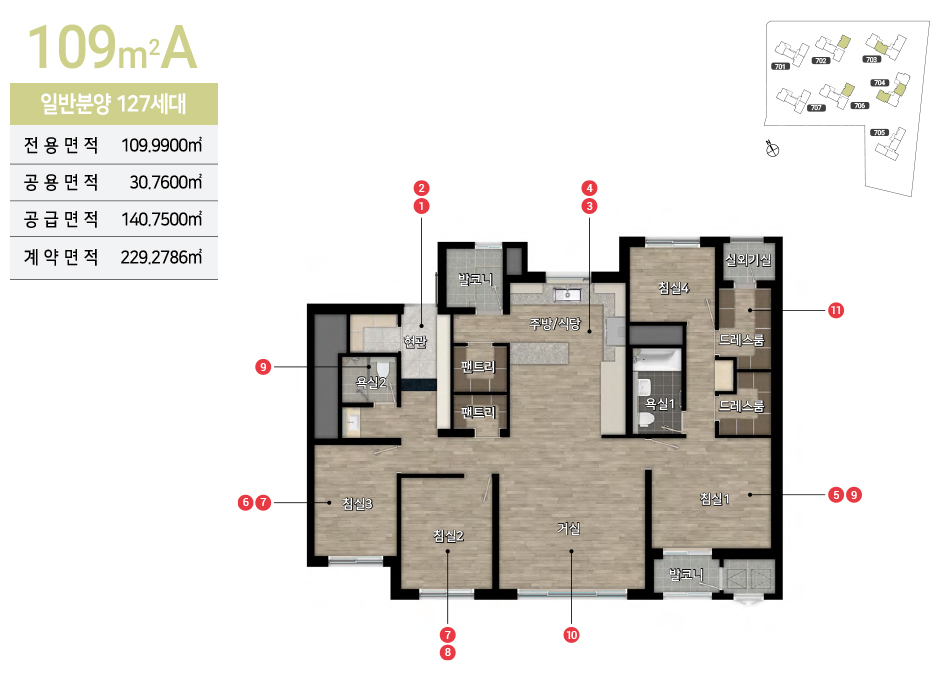 109m²A
일반분양 127세대
전용면적 109.9900㎡
공용면적 30.7600㎡
공급면적 140.7500㎡
계약면적 229.2786㎡
701
702
703
704
707
706
705
2
1
4
3
발코니
침실4
실외기실
주방/식당
현관
드레스룸
11
9
욕실2
팬트리
팬트리
욕실1
드레스룸
6 7
침실3
침실2
거실
침실1
5 9
발코니
7
8
10